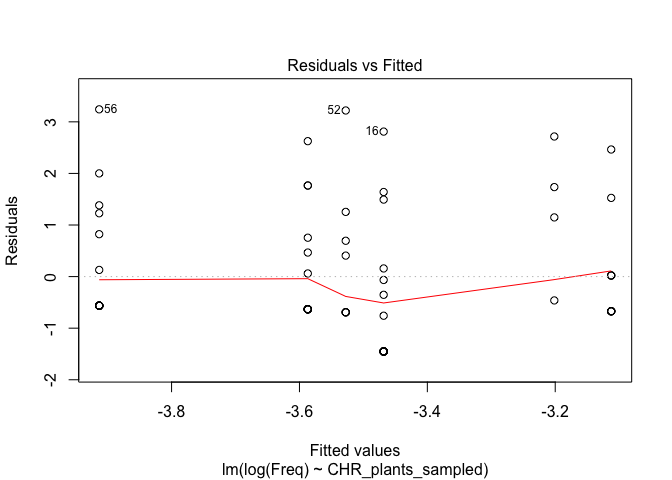 Residuals vs Fitted
56
52
16
3
2
1
0
-1
-2
Residuals
-3.8 -3.6 -3.4 -3.2
Fitted values
lm(log(Freq) ~ CHR_plants_sampled)